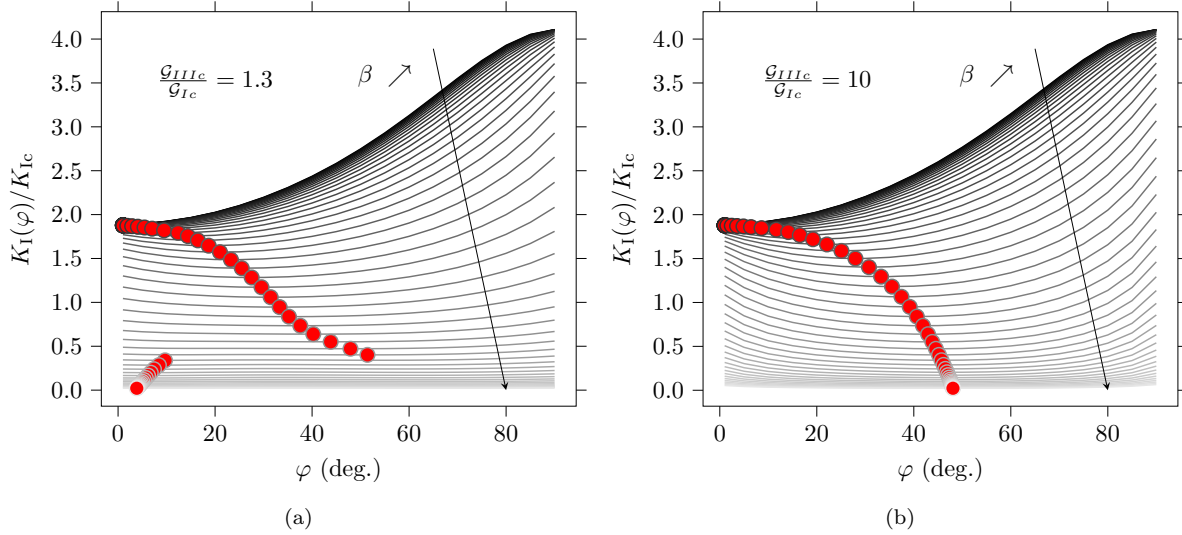 4.0
3.5
3.0
2.5
2.0
1.5
1.0
0.5
0.0
K_I(φ)/K_Ic
𝒢_IIIc/𝒢_Ic = 1.3
β ↗
0 20 40 60 80
φ (deg.)
(a)
4.0
3.5
3.0
2.5
2.0
1.5
1.0
0.5
0.0
K_I(φ)/K_Ic
𝒢_IIIc/𝒢_Ic = 10
β ↗
0 20 40 60 80
φ (deg.)
(b)